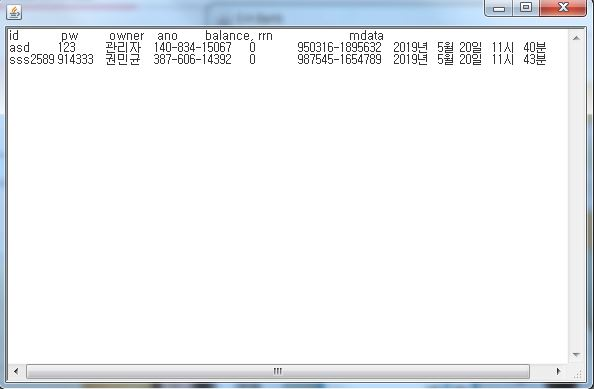 id pw owner ano balance, rrn mdata
asd 123 관리자 140-834-15067 0 950316-1895632 2019년 5월 20일 11시 40분
sss2589 914333 권민균 387-606-14392 0 987545-1654789 2019년 5월 20일 11시 43분